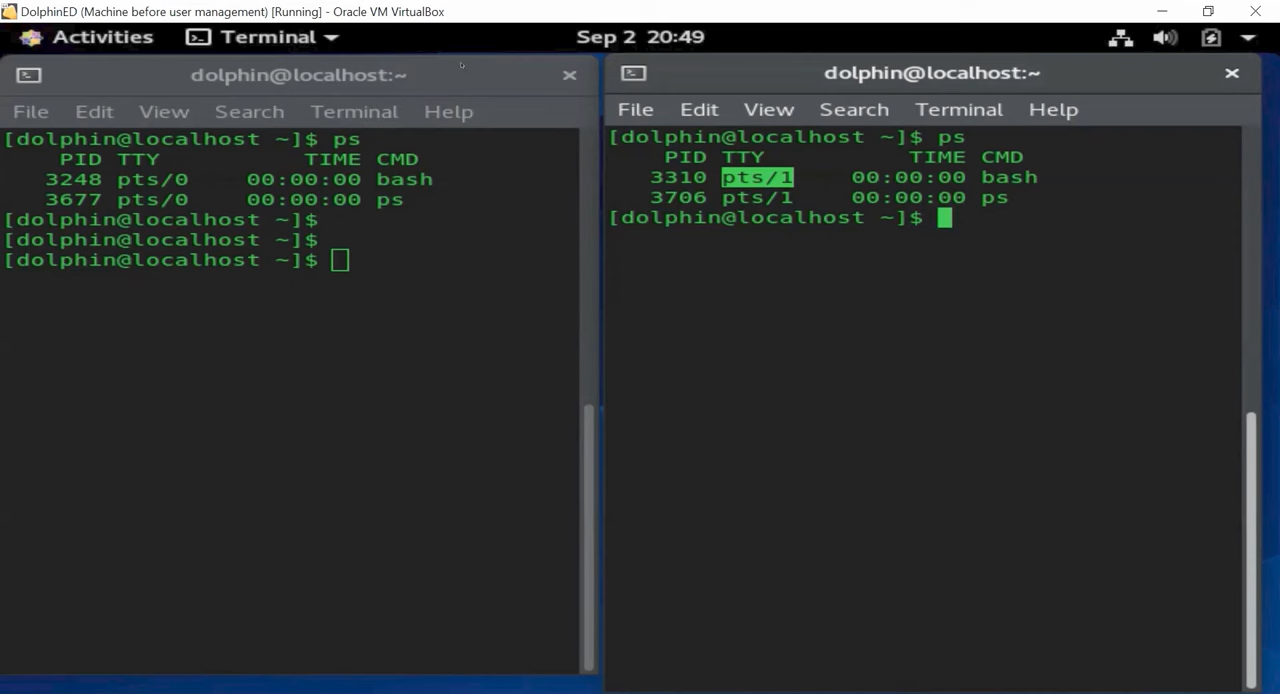 DolphinED (Machine before user management) [Running] - Oracle VM VirtualBox
Activities Terminal Sep 2 20:49
dolphin@localhost:~
File Edit View Search Terminal Help
[dolphin@localhost ~]$ ps
PID TTY TIME CMD
3248 pts/0 00:00:00 bash
3677 pts/0 00:00:00 ps
[dolphin@localhost ~]$
[dolphin@localhost ~]$
[dolphin@localhost ~]$
dolphin@localhost:~
File Edit View Search Terminal Help
[dolphin@localhost ~]$ ps
PID TTY TIME CMD
3310 pts/1 00:00:00 bash
3706 pts/1 00:00:00 ps
[dolphin@localhost ~]$